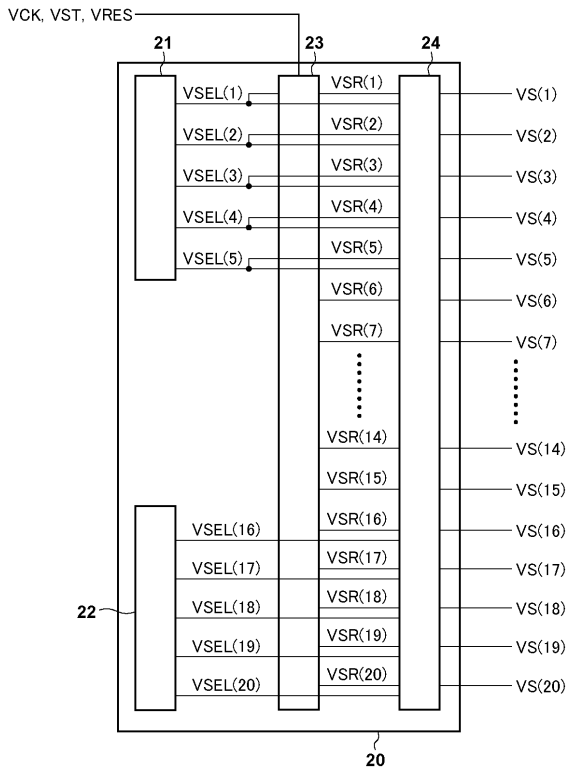 VCK, VST, VRES
21
23
24
VSEL(1)
VSR(1)
VS(1)
VSEL(2)
VSR(2)
VS(2)
VSEL(3)
VSR(3)
VS(3)
VSEL(4)
VSR(4)
VS(4)
VSEL(5)
VSR(5)
VS(5)
VSR(6)
VS(6)
VSR(7)
VS(7)
VSR(14)
VS(14)
VSR(15)
VS(15)
VSEL(16)
VSR(16)
VS(16)
VSEL(17)
VSR(17)
VS(17)
22
VSEL(18)
VSR(18)
VS(18)
VSEL(19)
VSR(19)
VS(19)
VSEL(20)
VSR(20)
VS(20)
20